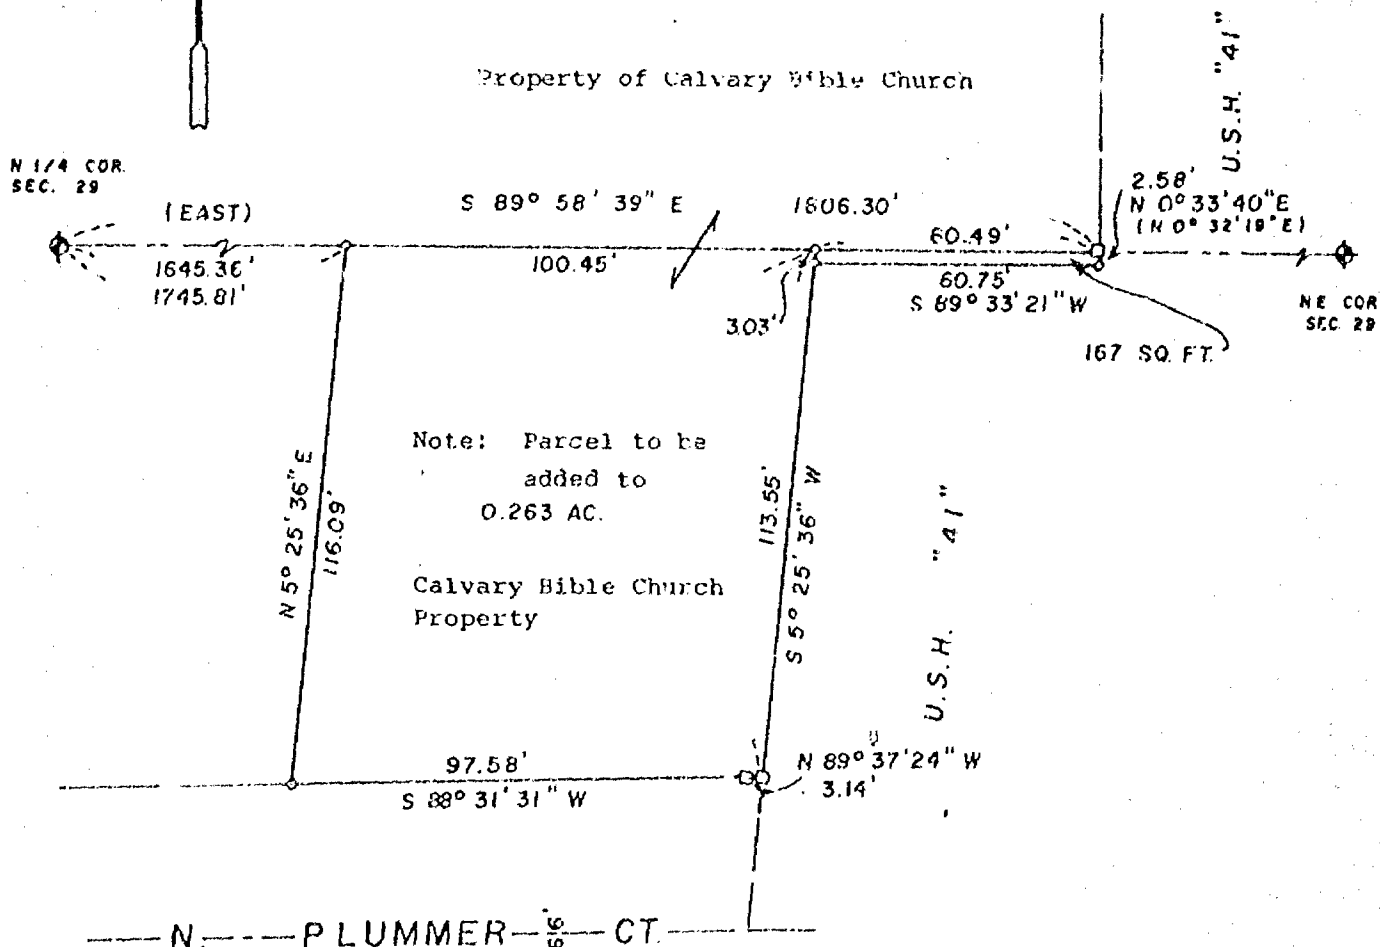 Property of Calvary Bible Church
U.S.H. "41"
N 1/4 COR.
SEC. 29
(EAST)
S 89° 58' 39" E
1806.30'
2.58'
N 0° 33' 40" E
(N 0° 32' 19" E)
1645.36'
1745.81'
100.45'
60.49'
60.75'
S 89° 33' 21" W
3.03'
NE COR
SEC. 29
167 SQ. FT.
Note: Parcel to be
added to
0.263 AC.
Calvary Bible Church
Property
N 5° 25' 36" E
116.09'
113.55'
S 5° 25' 36" W
U.S.H. "41"
97.58'
S 88° 31' 31" W
N 89° 37' 24" W
3.14'
N. PLUMMER 66' CT.